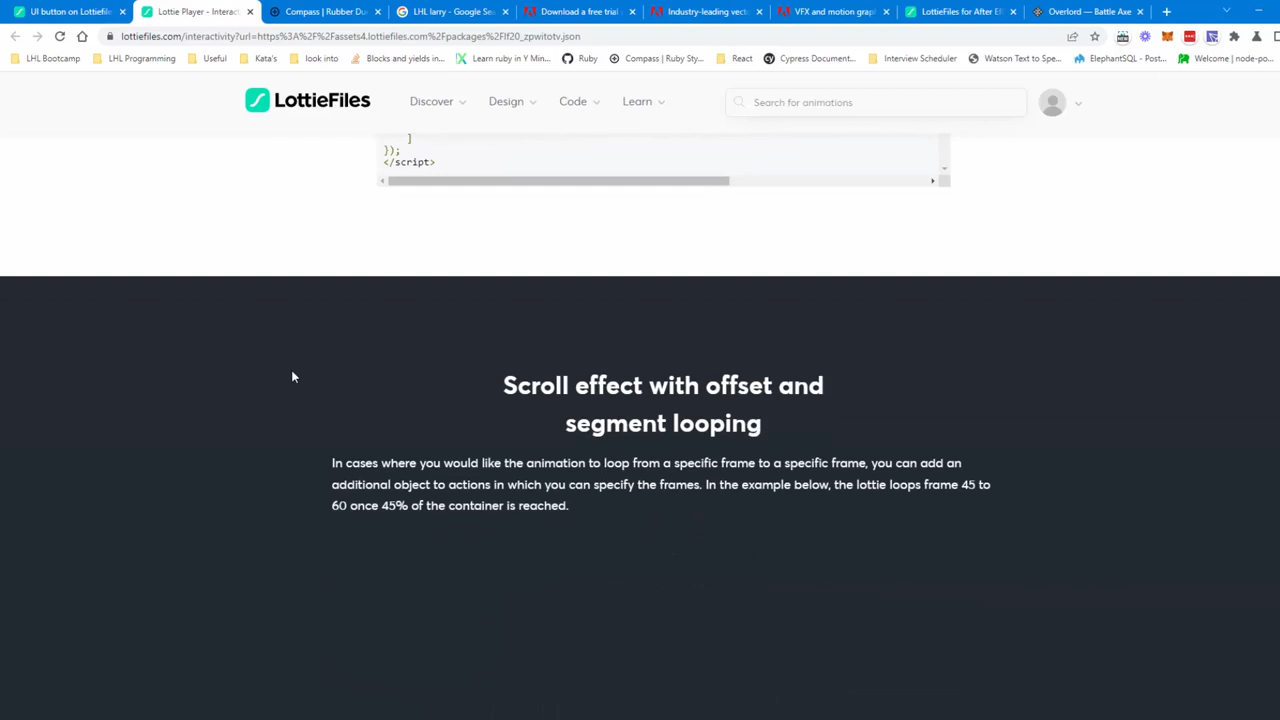 UI button on LottieFil
Lottie Player - Interact
Compass | Rubber Du
LHL larry - Google Se
Download a free trial
Industry-leading vect
VFX and motion grap
LottieFiles for After Ef
Overlord — Battle Axe
lottiefiles.com/interactivity?url=https%3A%2F%2Fassets4.lottiefiles.com%2Fpackages%2Flf20_zpwitotv.json
LHL Bootcamp
LHL Programming
Useful
Kata's
look into
Blocks and yields in...
Learn ruby in Y Min...
Ruby
Compass | Ruby Sty...
React
Cypress Document...
Interview Scheduler
Watson Text to Spe...
ElephantSQL - Post...
Welcome | node-po
LottieFiles
Discover
Design
Code
Learn
Search for animations
]
});
</script>
Scroll effect with offset and
segment looping
In cases where you would like the animation to loop from a specific frame to a specific frame, you can add an
additional object to actions in which you can specify the frames. In the example below, the lottie loops frame 45 to
60 once 45% of the container is reached.